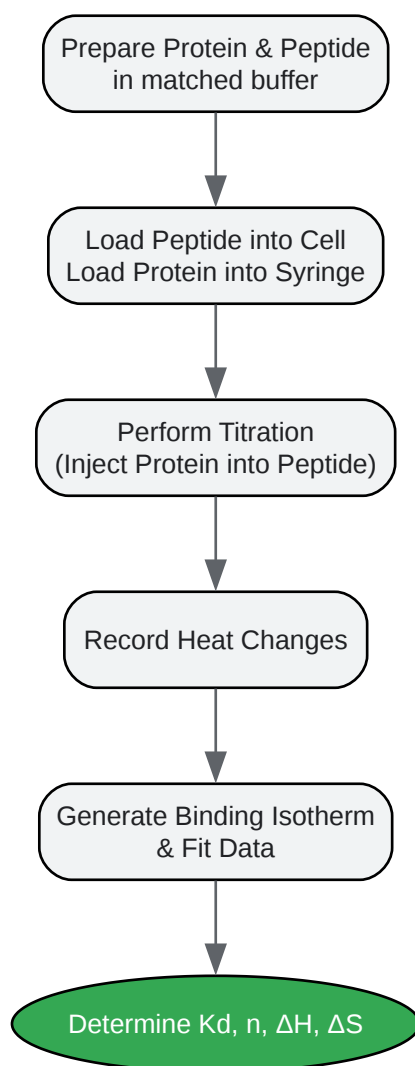 Prepare Protein & Peptide
in matched buffer
Load Peptide into Cell
Load Protein into Syringe
Perform Titration
(Inject Protein into Peptide)
Record Heat Changes
Generate Binding Isotherm
& Fit Data
Determine Kd, n, ΔH, ΔS